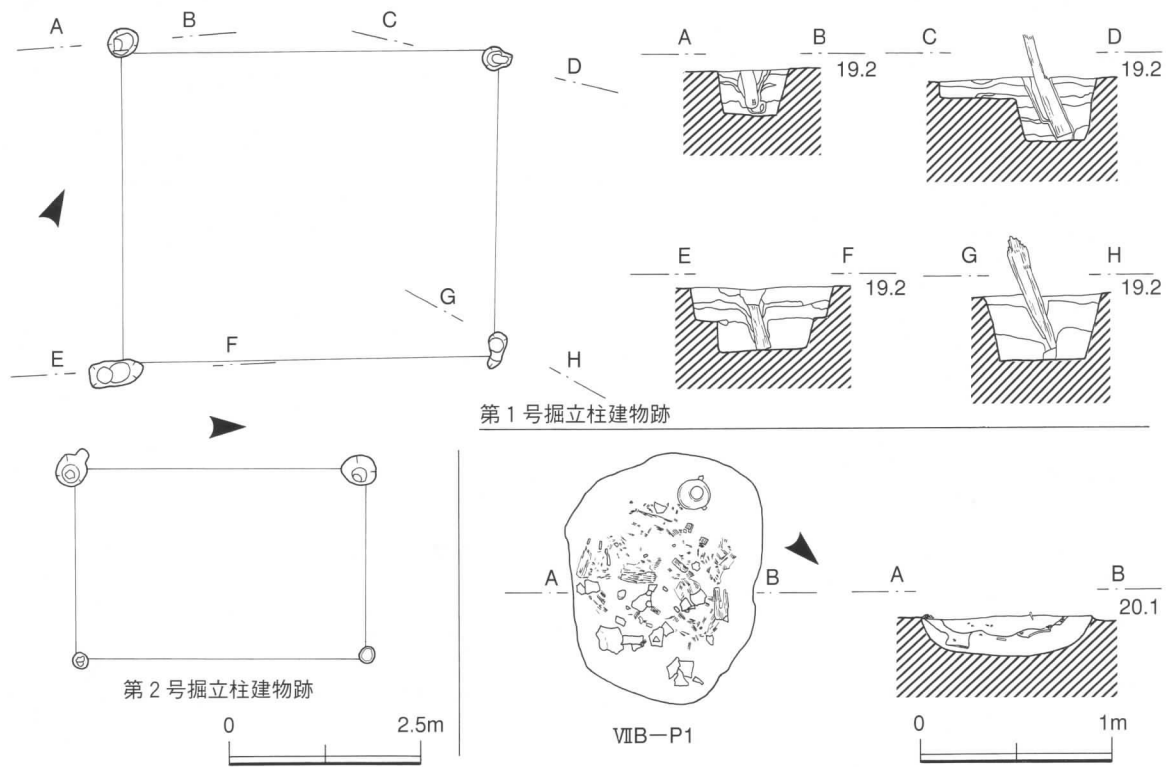 A B C D
E F G H
A B 19.2
C D 19.2
E F 19.2
G H 19.2
第1号掘立柱建物跡
第2号掘立柱建物跡
0 2.5m
A B
ⅦB—P1
A B 20.1
0 1m